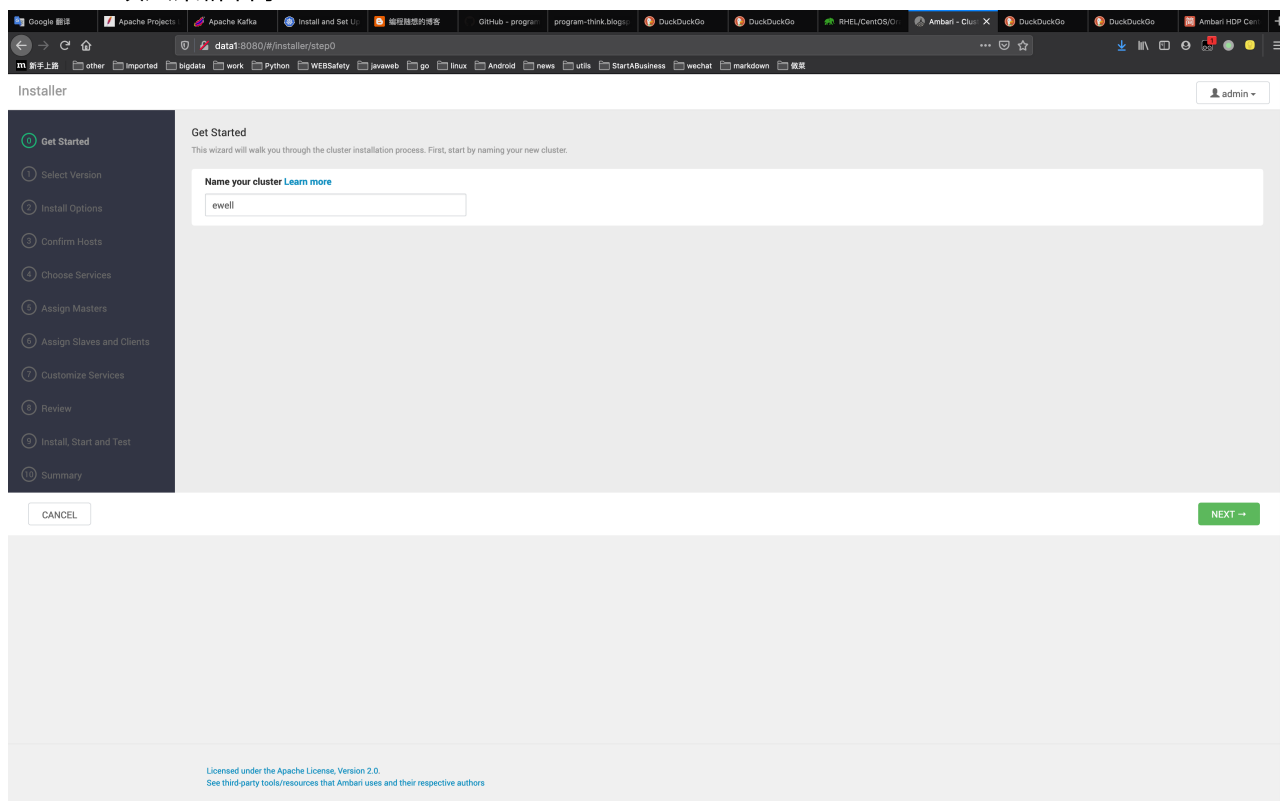 Google 翻译
Apache Projects
Apache Kafka
Install and Set Up
编程随想的博客
GitHub - program
program-think.blogsp
DuckDuckGo
DuckDuckGo
RHEL/CentOS/Or
Ambari - Clus
DuckDuckGo
DuckDuckGo
Ambari HDP Cent
data1:8080/#/installer/step0
1
新手上路
other
Imported
bigdata
work
Python
WEBSafety
javaweb
go
linux
Android
news
utils
StartABusiness
wechat
markdown
做菜
Installer
admin
0 Get Started
1 Select Version
2 Install Options
3 Confirm Hosts
4 Choose Services
5 Assign Masters
6 Assign Slaves and Clients
7 Customize Services
8 Review
9 Install, Start and Test
10 Summary
Get Started
This wizard will walk you through the cluster installation process. First, start by naming your new cluster.
Name your cluster Learn more
ewell
CANCEL
NEXT →
Licensed under the Apache License, Version 2.0.
See third-party tools/resources that Ambari uses and their respective authors